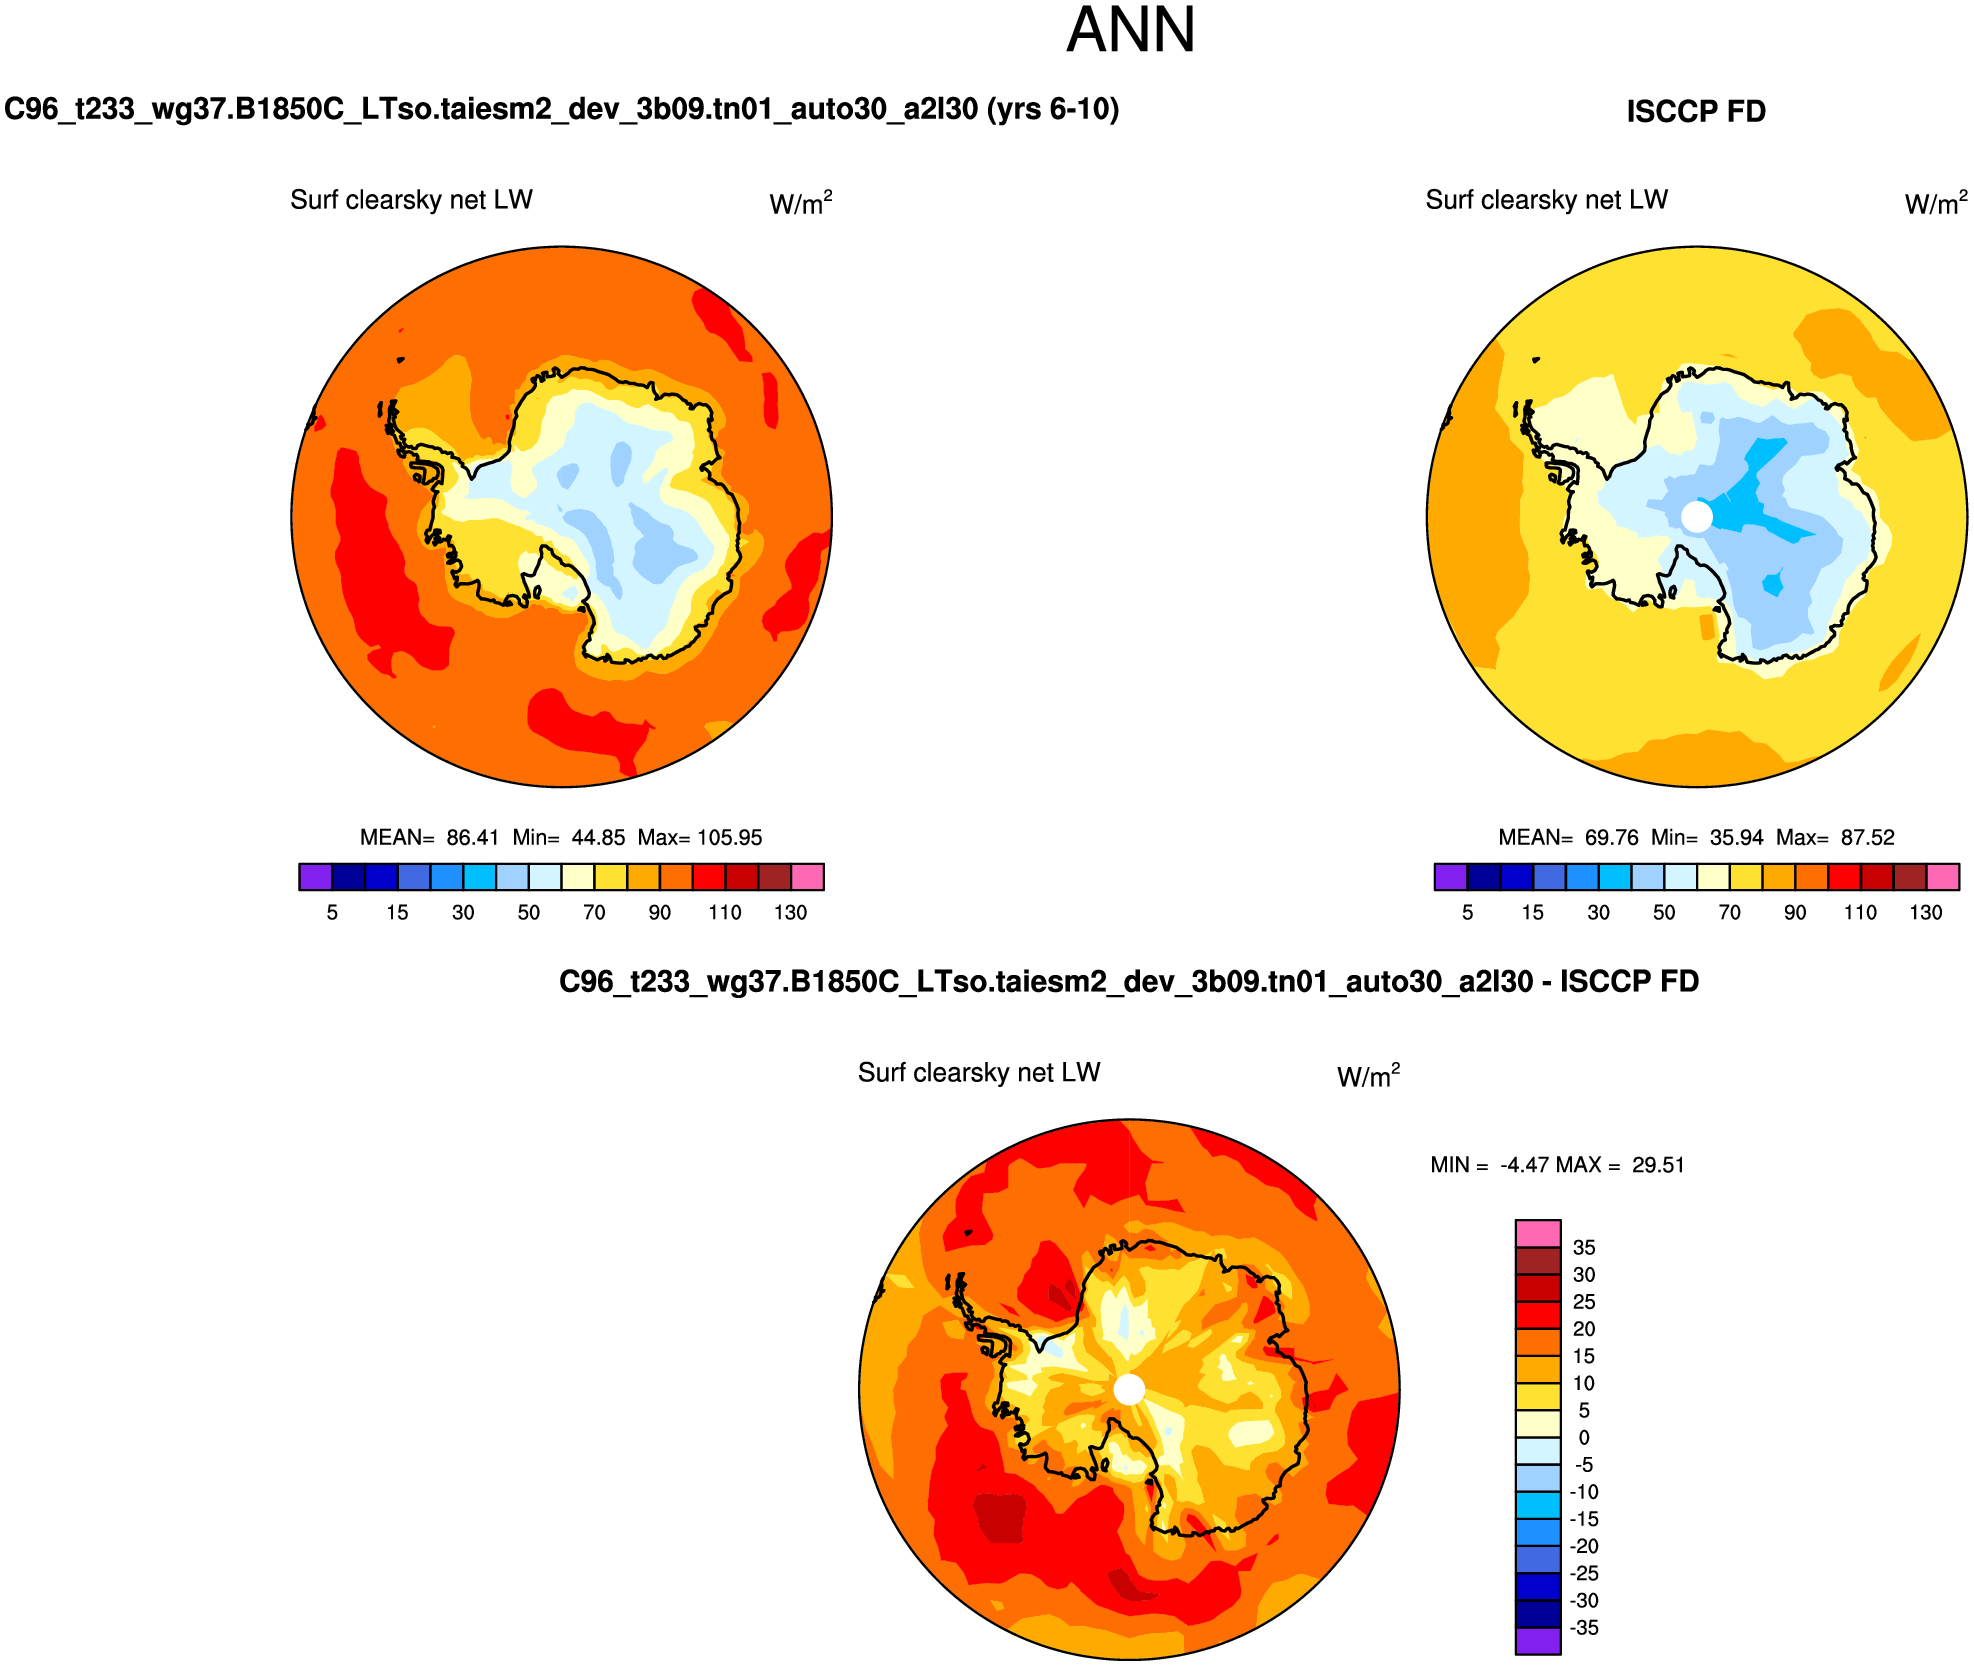 ANN
C96_t233_wg37.B1850C_LTso.taiesm2_dev_3b09.tn01_auto30_a2l30 (yrs 6-10)
ISCCP FD
Surf clearsky net LW W/m²
Surf clearsky net LW W/m²
MEAN= 86.41 Min= 44.85 Max= 105.95
MEAN= 69.76 Min= 35.94 Max= 87.52
5 15 30 50 70 90 110 130
5 15 30 50 70 90 110 130
C96_t233_wg37.B1850C_LTso.taiesm2_dev_3b09.tn01_auto30_a2l30 - ISCCP FD
Surf clearsky net LW W/m²
MIN = -4.47 MAX = 29.51
35
30
25
20
15
10
5
0
-5
-10
-15
-20
-25
-30
-35